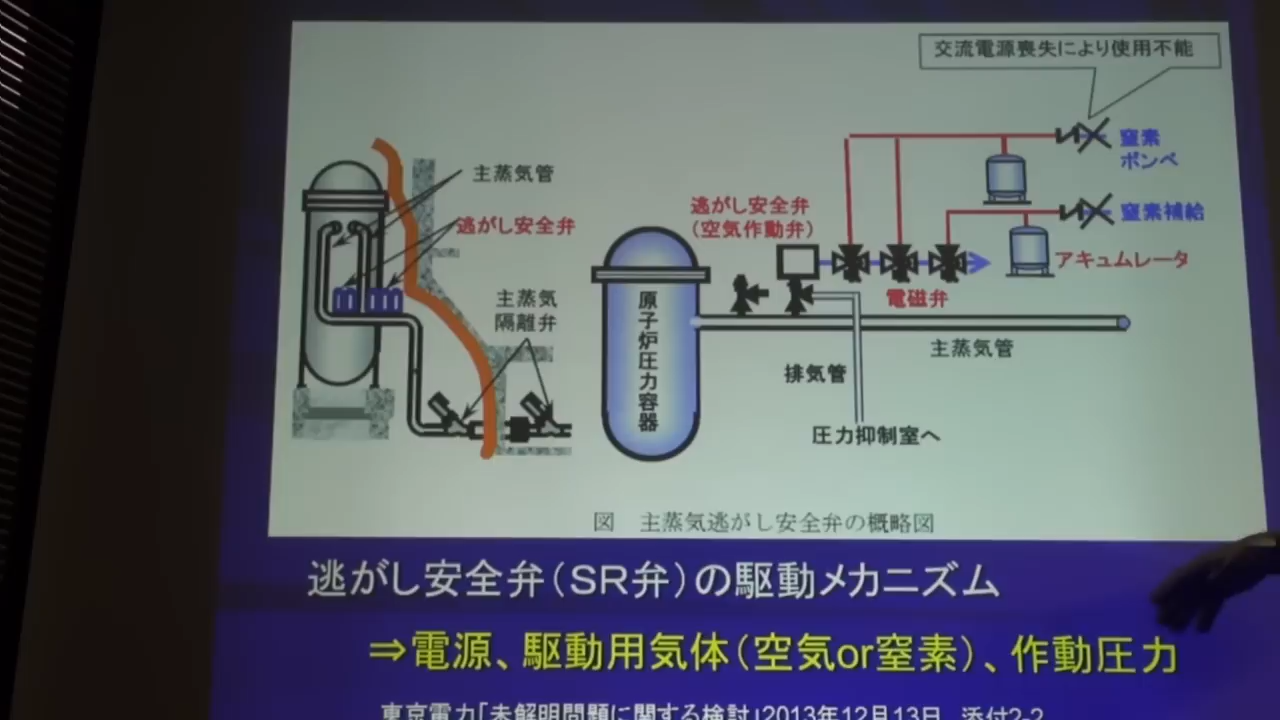 交流電源喪失により使用不能
窒素
ボンベ
主蒸気管
逃がし安全弁
(空気作動弁)
窒素補給
逃がし安全弁
アキュムレータ
主蒸気
隔離弁
電磁弁
原子炉圧力容器
主蒸気管
排気管
圧力抑制室へ
図 主蒸気逃がし安全弁の概略図
逃がし安全弁(SR弁)の駆動メカニズム
⇒電源、駆動用気体(空気or窒素)、作動圧力
東京電力「未解明問題に関する検討」2013年12月13日 添付2-2